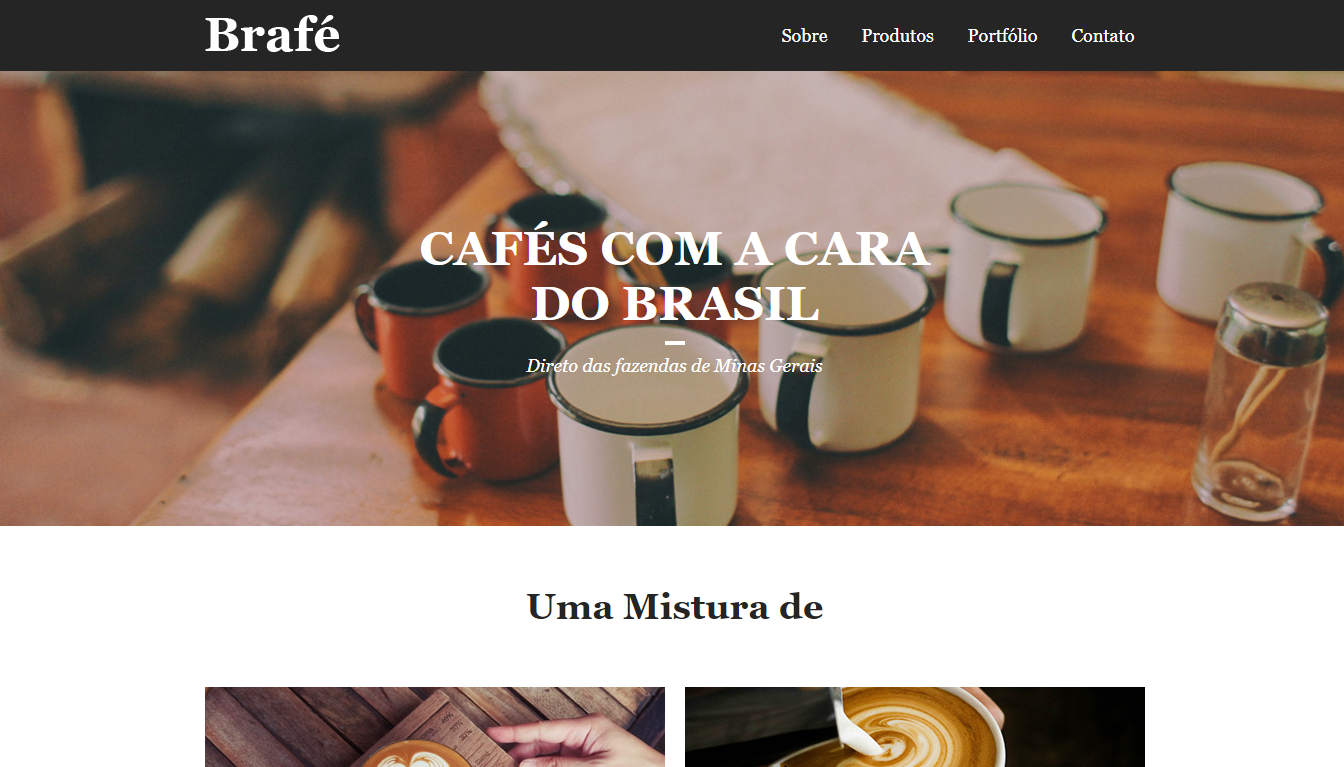 Brafé
Sobre Produtos Portfólio Contato
CAFÉS COM A CARA
DO BRASIL
Direto das fazendas de Minas Gerais
Uma Mistura de